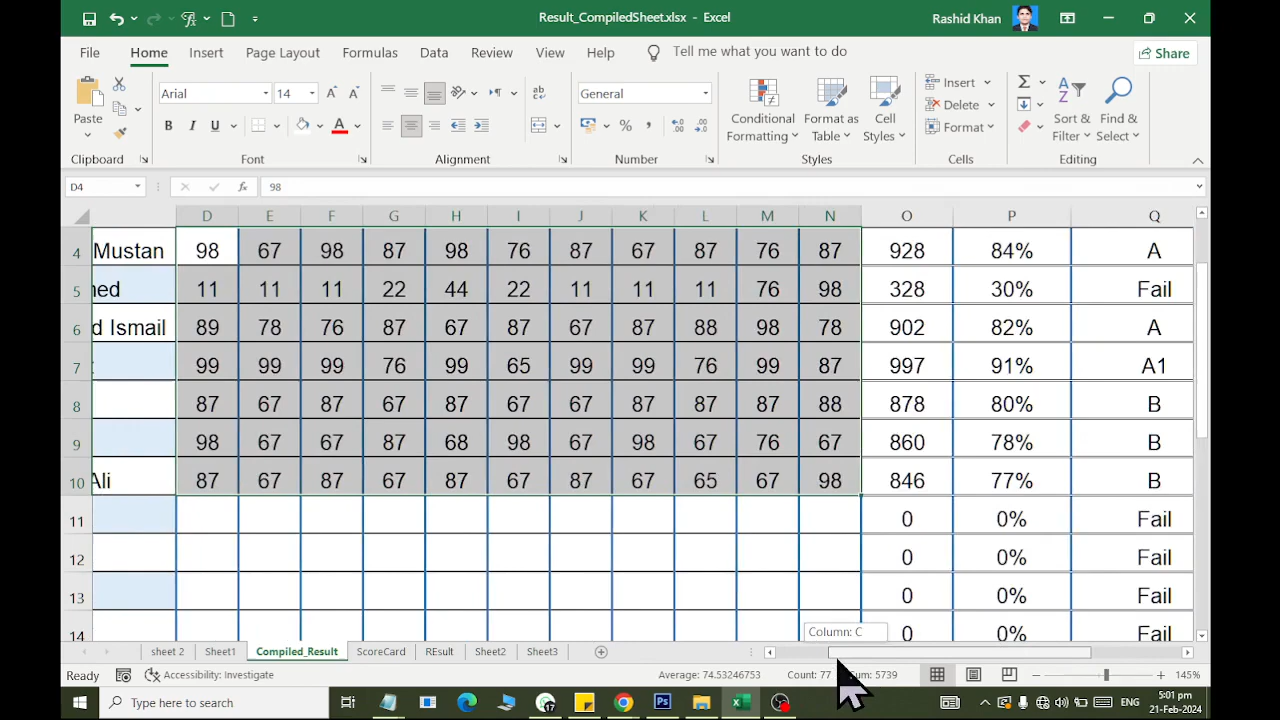 Result_CompiledSheet.xlsx - Excel
Rashid Khan
File Home Insert Page Layout Formulas Data Review View Help Tell me what you want to do Share
Paste
Clipboard
Arial 14
B I U
Font
ab
Alignment
General
% ,
Number
Conditional Formatting
Format as Table
Cell Styles
Styles
Insert
Delete
Format
Cells
Sort & Filter
Find & Select
Editing
D4 fx 98
D E F G H I J K L M N O P Q
4 Mustan 98 67 98 87 98 76 87 67 87 76 87 928 84% A
5 11 11 11 22 44 22 11 11 11 76 98 328 30% Fail
6 d Ismail 89 78 76 87 67 87 67 87 88 98 78 902 82% A
7 99 99 99 76 99 65 99 99 76 99 87 997 91% A1
8 87 67 87 67 87 67 67 87 87 87 88 878 80% B
9 98 67 67 87 68 98 67 98 67 76 67 860 78% B
10 Ali 87 67 87 67 87 67 87 67 65 67 98 846 77% B
11 0 0% Fail
12 0 0% Fail
13 0 0% Fail
14 0 0% Fail
Column: C
sheet 2 Sheet1 Compiled_Result ScoreCard REsult Sheet2 Sheet3
Ready Accessibility: Investigate Average: 74.53246753 Count: 77 Sum: 5739 145%
Type here to search
17
5:01 pm
21-Feb-2024